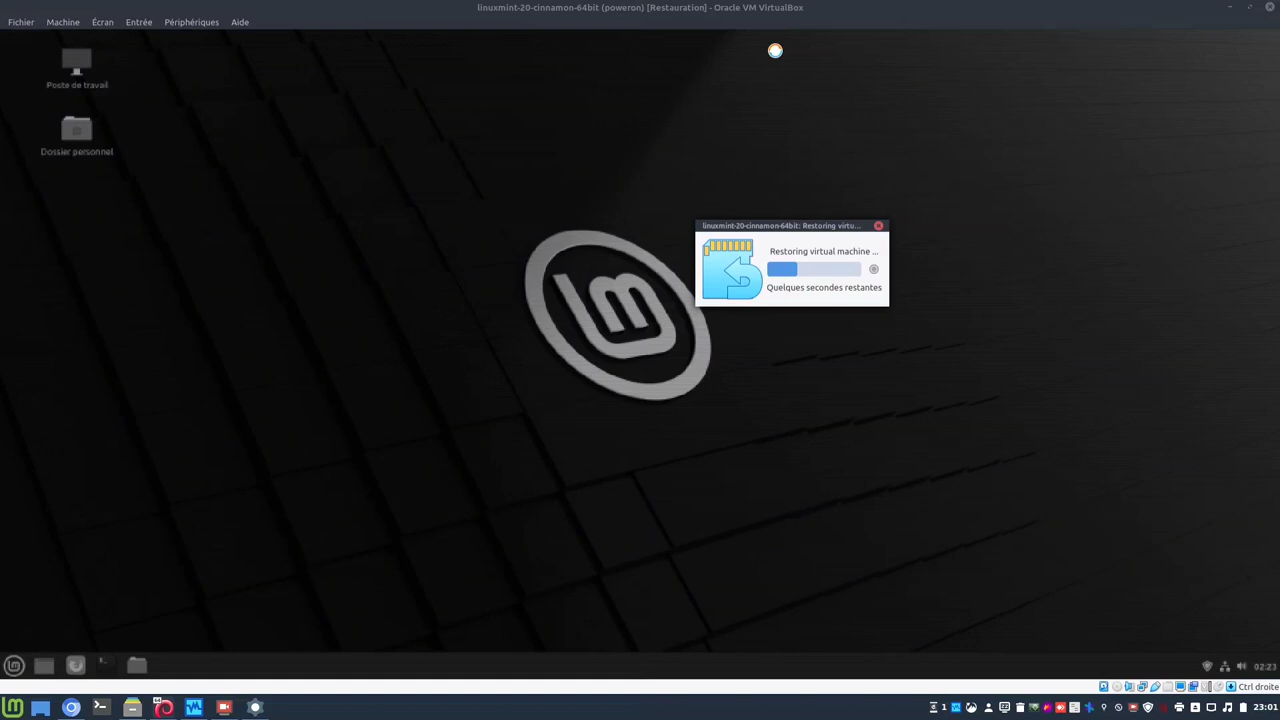 linuxmint-20-cinnamon-64bit (poweron) [Restauration] - Oracle VM VirtualBox
Fichier Machine Écran Entrée Périphériques Aide
Poste de travail
Dossier personnel
linuxmint-20-cinnamon-64bit: Restoring virtu...
Restoring virtual machine ...
Quelques secondes restantes
02:23
Ctrl droite
1
23:01